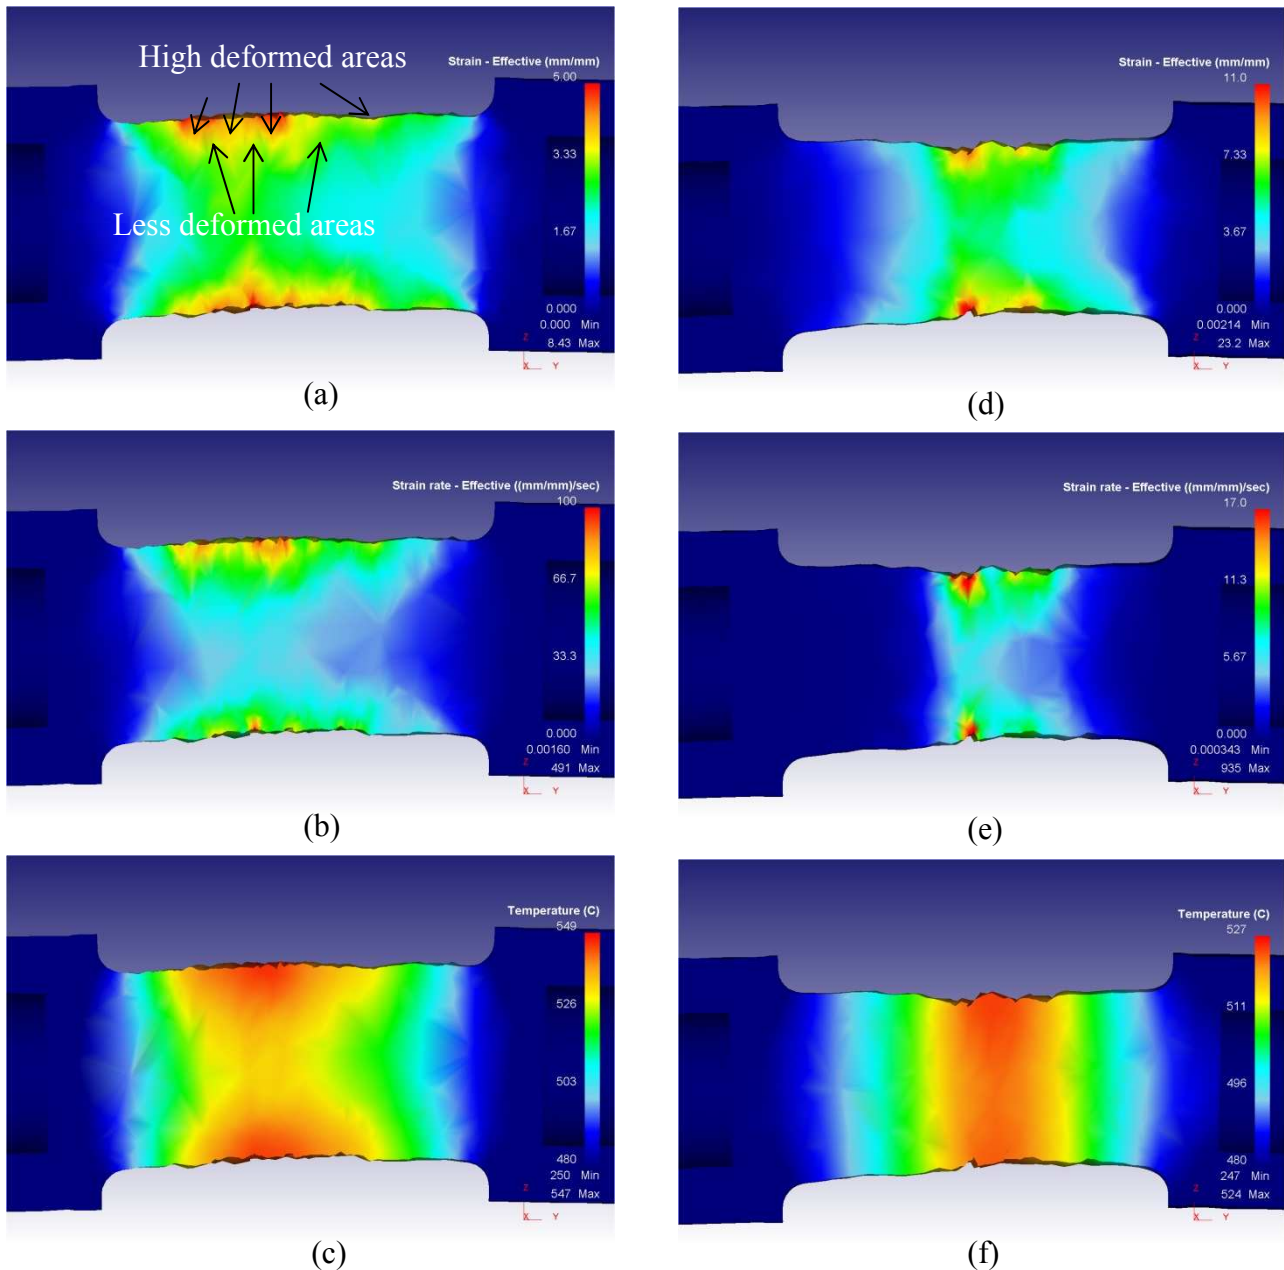 High deformed areas
Less deformed areas
Strain - Effective (mm/mm)
5.00
3.33
1.67
0.000
0.000 Min
8.43 Max
Z
X Y
(a)
Strain - Effective (mm/mm)
11.0
7.33
3.67
0.000
0.00214 Min
23.2 Max
Z
X Y
(d)
Strain rate - Effective ((mm/mm)/sec)
100
66.7
33.3
0.000
0.00160 Min
491 Max
Z
X Y
(b)
Strain rate - Effective ((mm/mm)/sec)
17.0
11.3
5.67
0.000
0.000343 Min
935 Max
Z
X Y
(e)
Temperature (C)
549
526
503
480
250 Min
547 Max
Z
X Y
(c)
Temperature (C)
527
511
496
480
247 Min
524 Max
Z
X Y
(f)